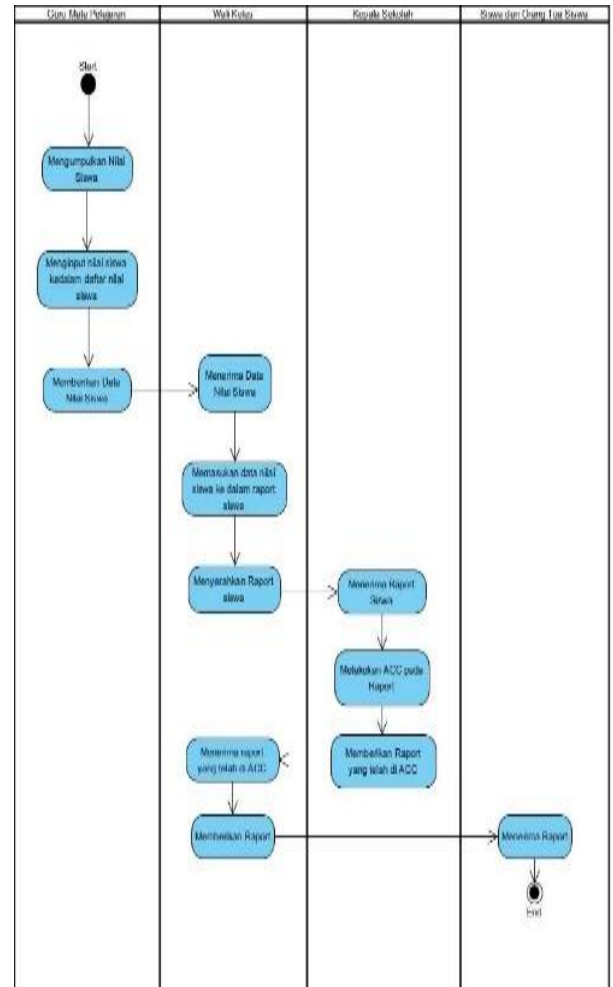 Guru Mata Pelajaran
Wali Kelas
Kepala Sekolah
Siswa dan Orang Tua Siswa
Start
Mengumpulkan Nilai
Siswa
Menginput nilai siswa
kedalam daftar nilai
siswa
Memberikan Data
Nilai Siswa
Menerima Data
Nilai Siswa
Memasukan data nilai
siswa ke dalam raport
siswa
Menyerahkan Raport
siswa
Menerima Raport
Siswa
Melakukan ACC pada
Raport
Memberikan Raport
yang telah di ACC
Menerima raport
yang telah di ACC
Memberikan Raport
Menerima Raport
End